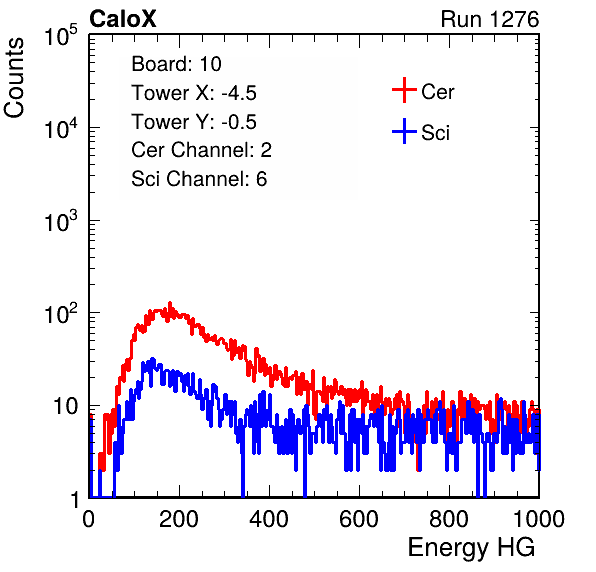 CaloX Run 1276
Counts
10^5
10^4
10^3
10^2
10
1
Board: 10
Tower X: -4.5
Tower Y: -0.5
Cer Channel: 2
Sci Channel: 6
Cer
Sci
0 200 400 600 800 1000
Energy HG